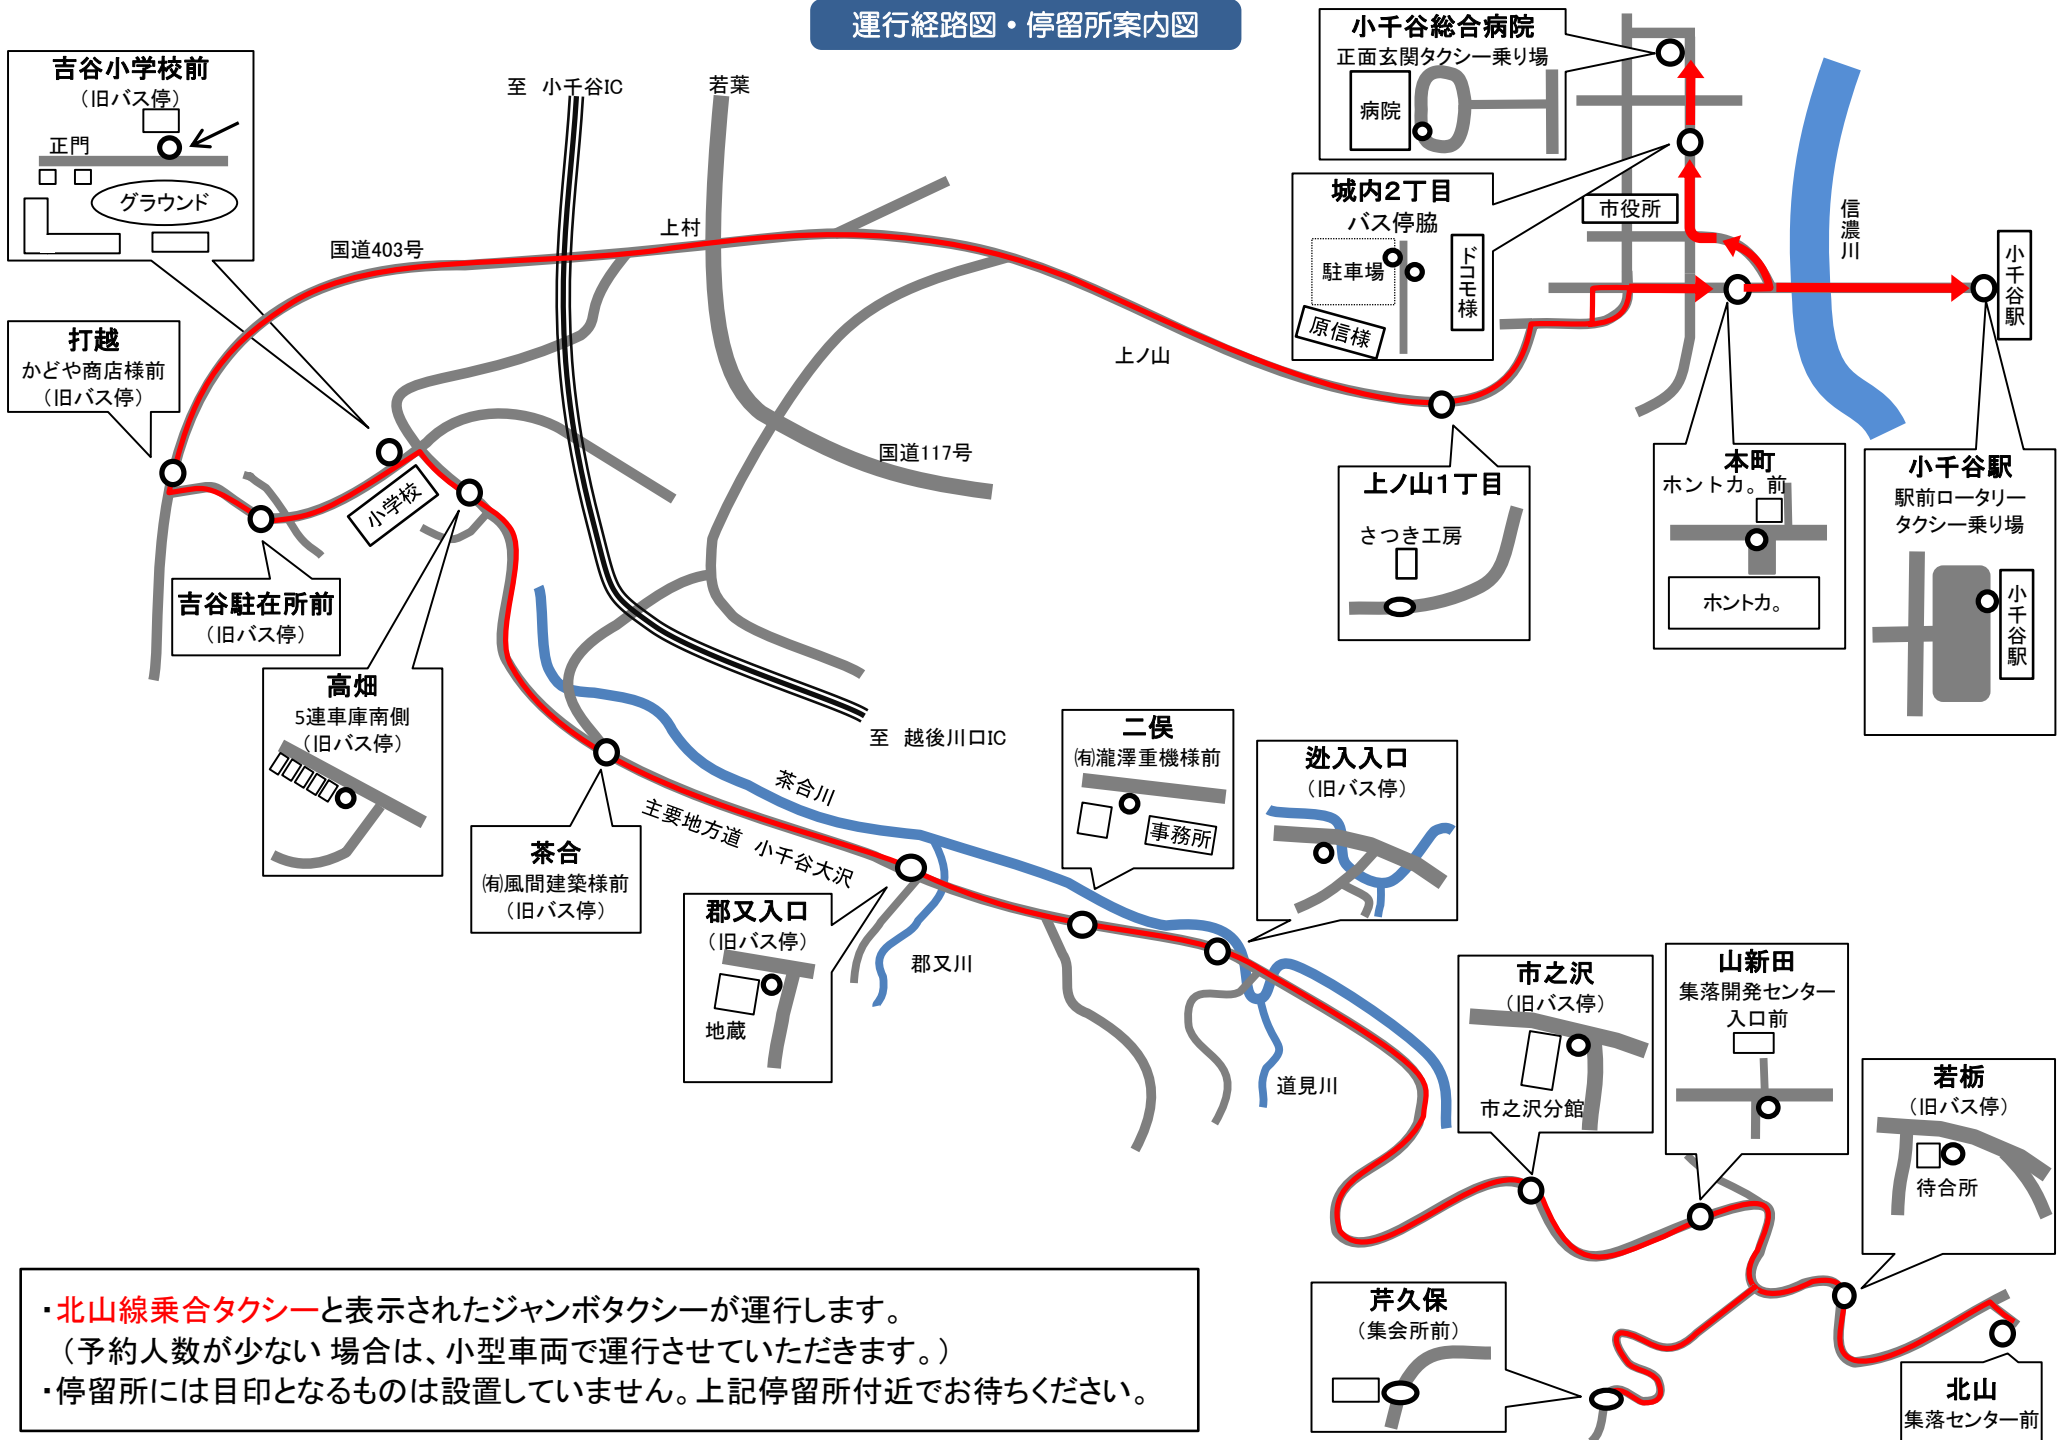 運行経路図・停留所案内図
吉谷小学校前
（旧バス停）
正門
グラウンド
至　小千谷IC
若葉
上村
国道403号
小千谷総合病院
正面玄関タクシー乗り場
病院
城内２丁目
バス停脇
駐車場
ドコモ様
原信様
市役所
信濃川
小千谷駅
打越
かどや商店様前
（旧バス停）
上ノ山
国道117号
小学校
上ノ山１丁目
さつき工房
本町
ホントカ。前
ホントカ。
小千谷駅
駅前ロータリー
タクシー乗り場
小千谷駅
吉谷駐在所前
（旧バス停）
高畑
5連車庫南側
（旧バス停）
至　越後川口IC
茶合川
主要地方道　小千谷大沢
茶合
㈲風間建築様前
（旧バス停）
郡又入口
（旧バス停）
地蔵
郡又川
二俣
㈲瀧澤重機様前
事務所
逊入入口
（旧バス停）
道見川
市之沢
（旧バス停）
市之沢分館
山新田
集落開発センター
入口前
若栃
（旧バス停）
待合所
芹久保
（集会所前）
北山
集落センター前
・北山線乗合タクシーと表示されたジャンボタクシーが運行します。
（予約人数が少ない 場合は、小型車両で運行させていただきます。）
・停留所には目印となるものは設置していません。上記停留所付近でお待ちください。